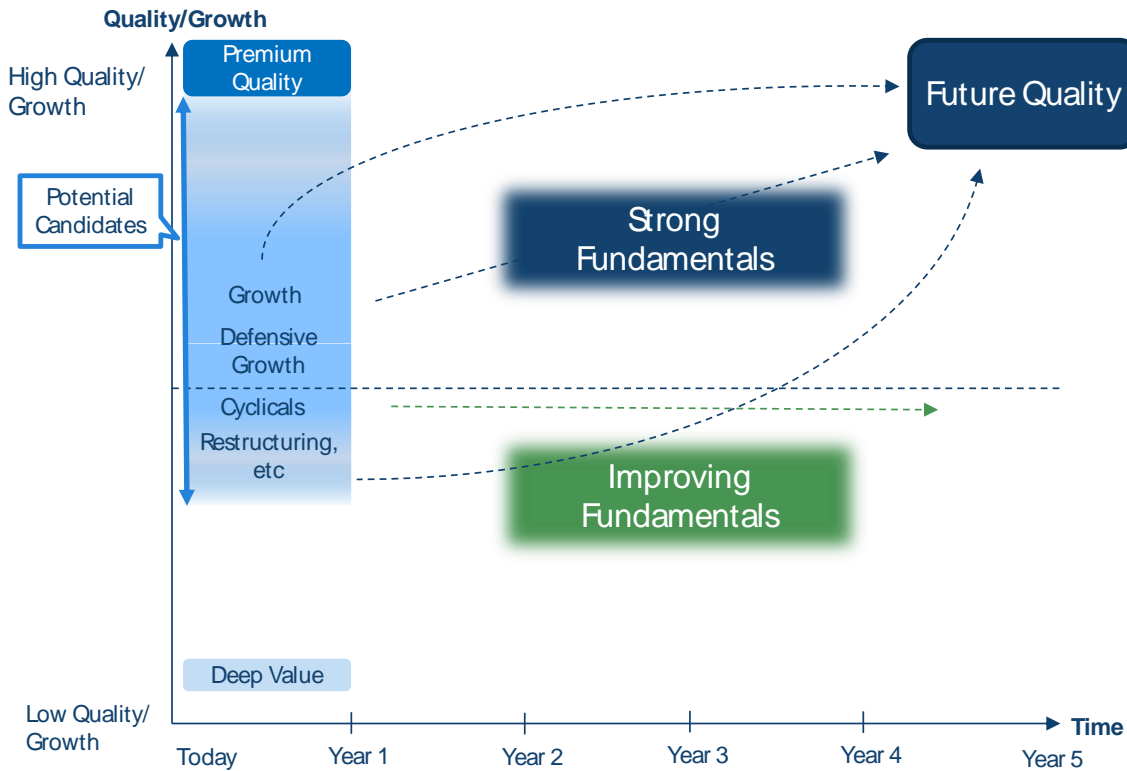 Quality/Growth
Premium
Quality
High Quality/
Growth
Future Quality
Potential
Candidates
Strong
Fundamentals
Growth
Defensive
Growth
Cyclicals
Restructuring,
etc
Improving
Fundamentals
Deep Value
Low Quality/
Growth
Time
Today
Year 1
Year 2
Year 3
Year 4
Year 5